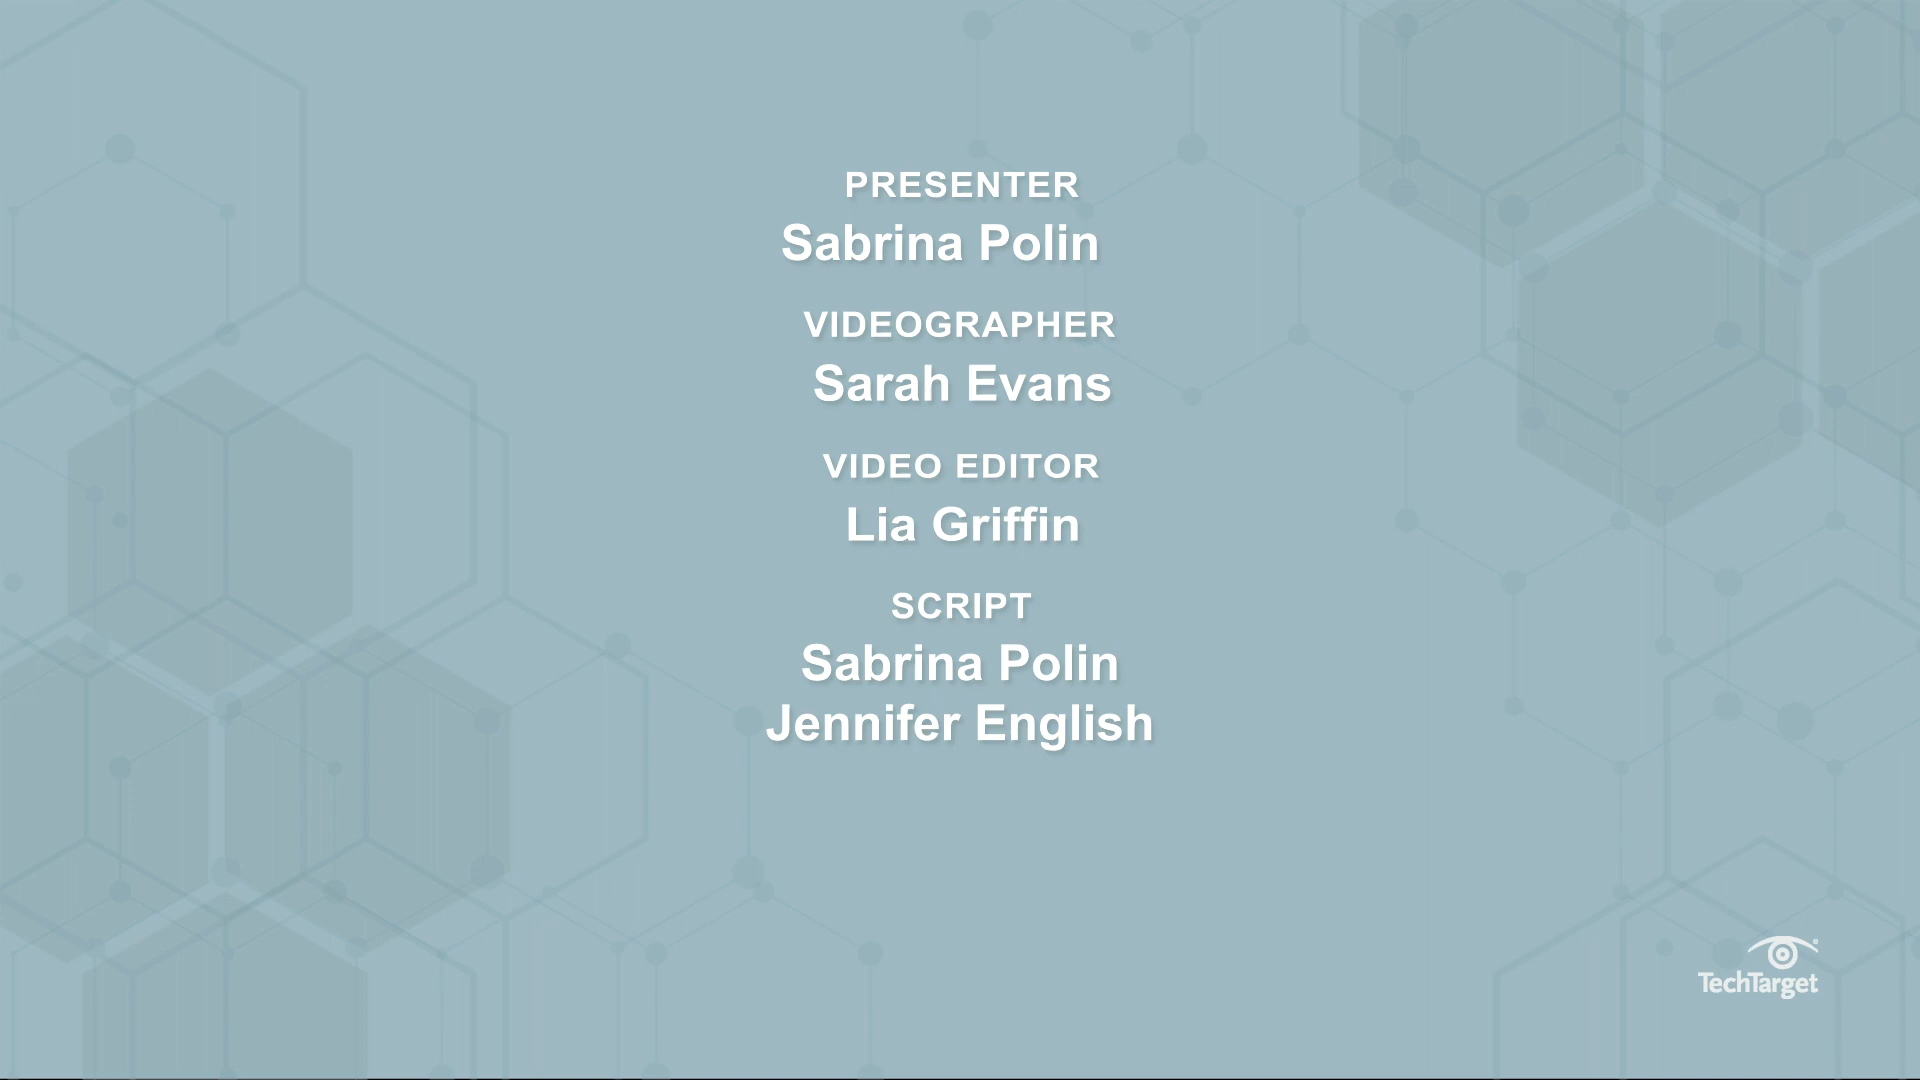 PRESENTER
Sabrina Polin
VIDEOGRAPHER
Sarah Evans
VIDEO EDITOR
Lia Griffin
SCRIPT
Sabrina Polin
Jennifer English
TechTarget